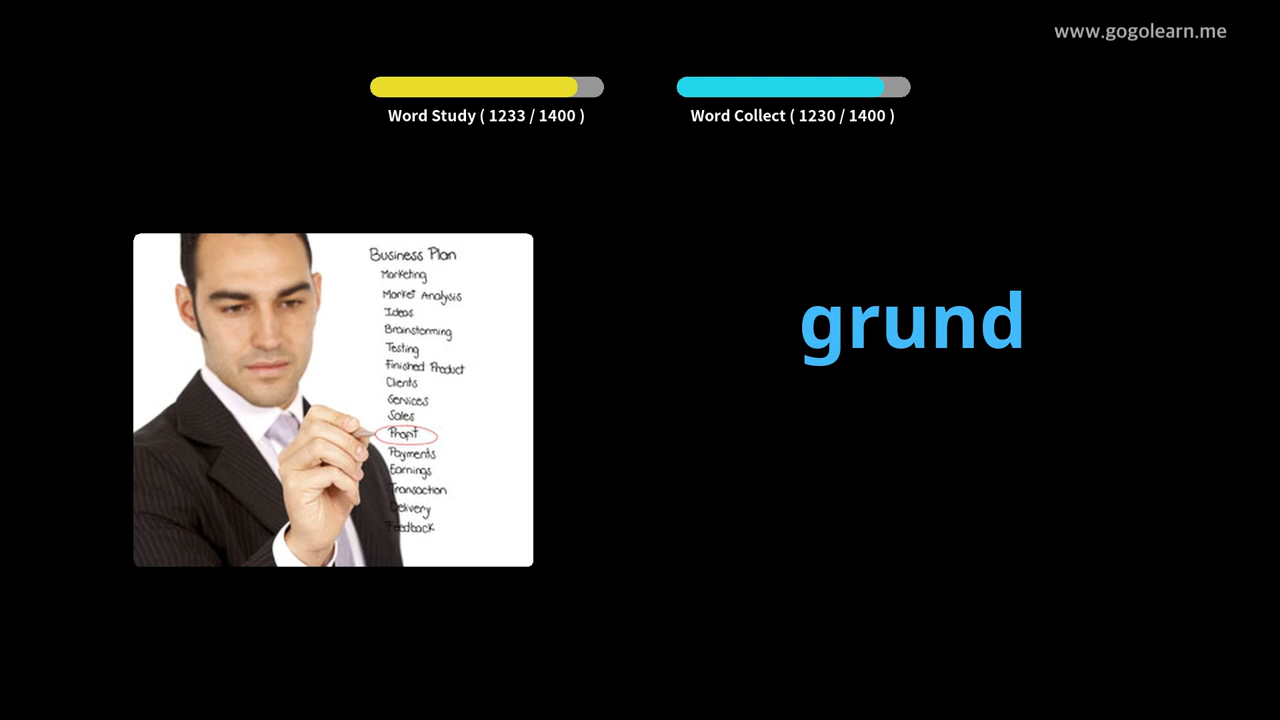 www.gogolearn.me
Word Study ( 1233 / 1400 )
Word Collect ( 1230 / 1400 )
Business Plan
Marketing
Market Analysis
Ideas
Brainstorming
Testing
Finished Product
Clients
Services
Sales
Profit
Payments
Earnings
Transaction
Delivery
Feedback
grund